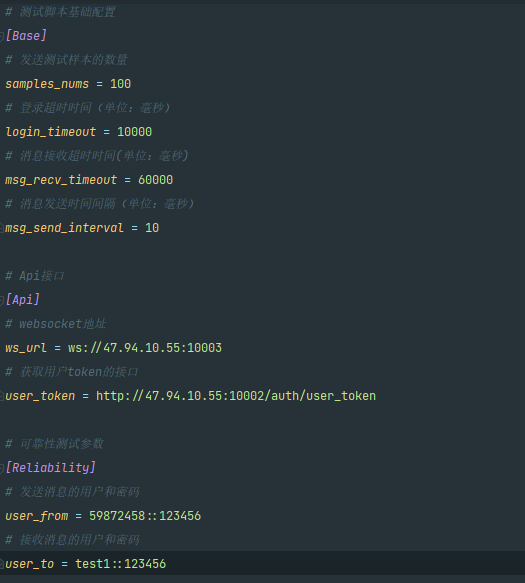 # 测试脚本基础配置
[Base]
# 发送测试样本的数量
samples_nums = 100
# 登录超时时间（单位：毫秒）
login_timeout = 10000
# 消息接收超时时间(单位：毫秒)
msg_recv_timeout = 60000
# 消息发送时间间隔（单位：毫秒）
msg_send_interval = 10
# Api接口
[Api]
# websocket地址
ws_url = ws://47.94.10.55:10003
# 获取用户token的接口
user_token = http://47.94.10.55:10002/auth/user_token
# 可靠性测试参数
[Reliability]
# 发送消息的用户和密码
user_from = 59872458::123456
# 接收消息的用户和密码
user_to = test1::123456